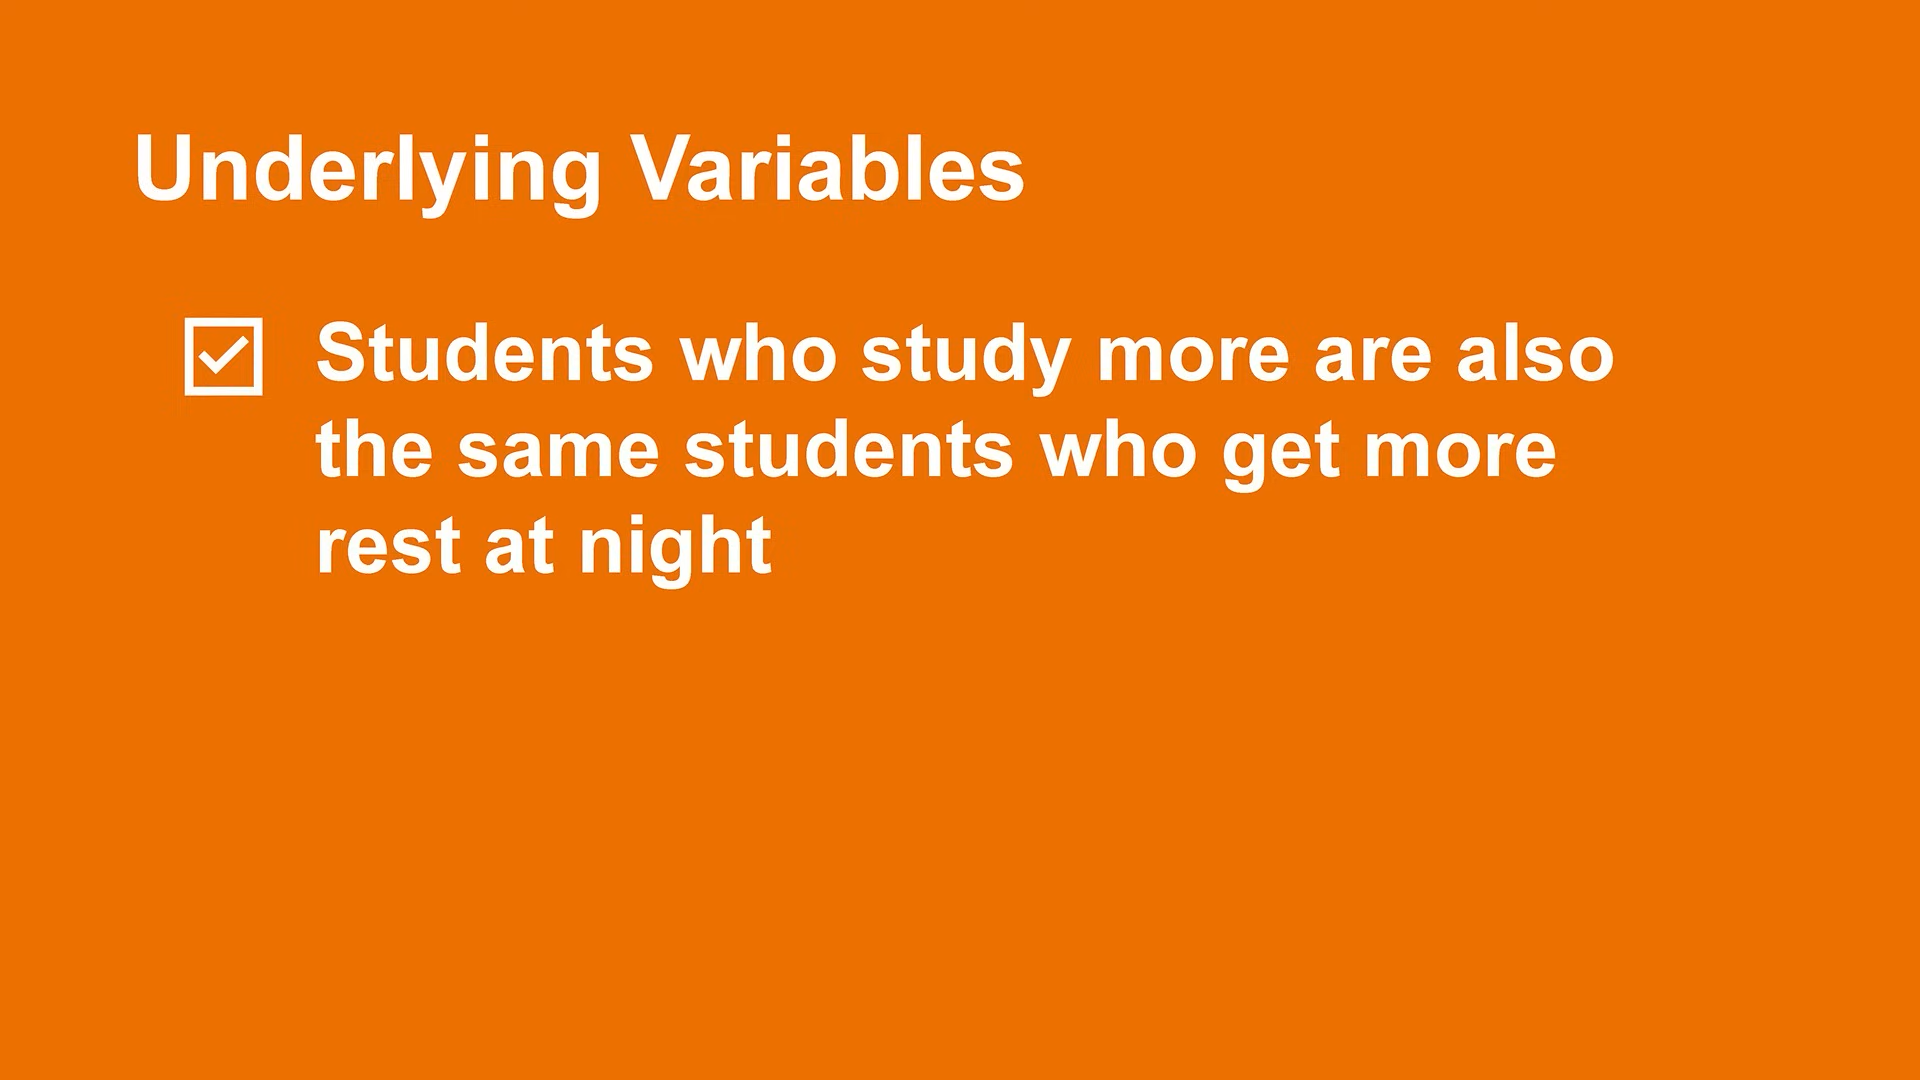 Underlying Variables
Students who study more are also
the same students who get more
rest at night